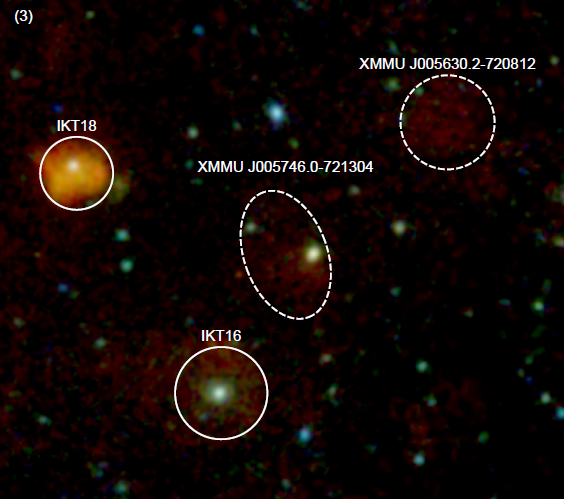 (3)
XMMU J005630.2-720812
IKT18
XMMU J005746.0-721304
IKT16